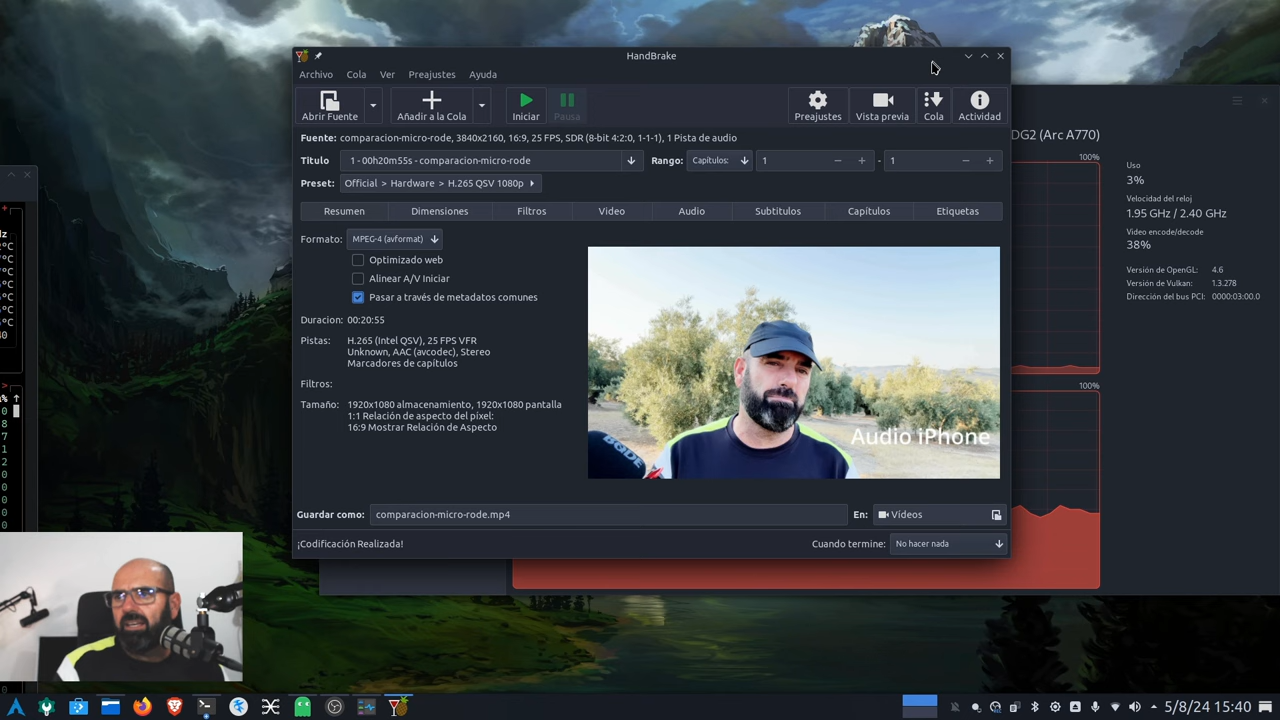 HandBrake
Archivo Cola Ver Preajustes Ayuda
Abrir Fuente Añadir a la Cola Iniciar Pausa Preajustes Vista previa Cola Actividad
Fuente: comparacion-micro-rode, 3840x2160, 16:9, 25 FPS, SDR (8-bit 4:2:0, 1-1-1), 1 Pista de audio
Titulo 1 - 00h20m55s - comparacion-micro-rode Rango: Capítulos: 1 - 1
Preset: Official > Hardware > H.265 QSV 1080p
Resumen Dimensiones Filtros Video Audio Subtitulos Capítulos Etiquetas
Formato: MPEG-4 (avformat)
Optimizado web
Alinear A/V Iniciar
Pasar a través de metadatos comunes
Duracion: 00:20:55
Pistas: H.265 (Intel QSV), 25 FPS VFR
Unknown, AAC (avcodec), Stereo
Marcadores de capítulos
Filtros:
Tamaño: 1920x1080 almacenamiento, 1920x1080 pantalla
1:1 Relación de aspecto del píxel:
16:9 Mostrar Relación de Aspecto
RODE
Audio iPhone
Guardar como: comparacion-micro-rode.mp4 En: Vídeos
¡Codificación Realizada! Cuando termine: No hacer nada
DG2 (Arc A770)
100%
Uso
3%
Velocidad del reloj
1.95 GHz / 2.40 GHz
Video encode/decode
38%
Versión de OpenGL: 4.6
Versión de Vulkan: 1.3.278
Dirección del bus PCI: 0000:03:00.0
100%
5/8/24 15:40